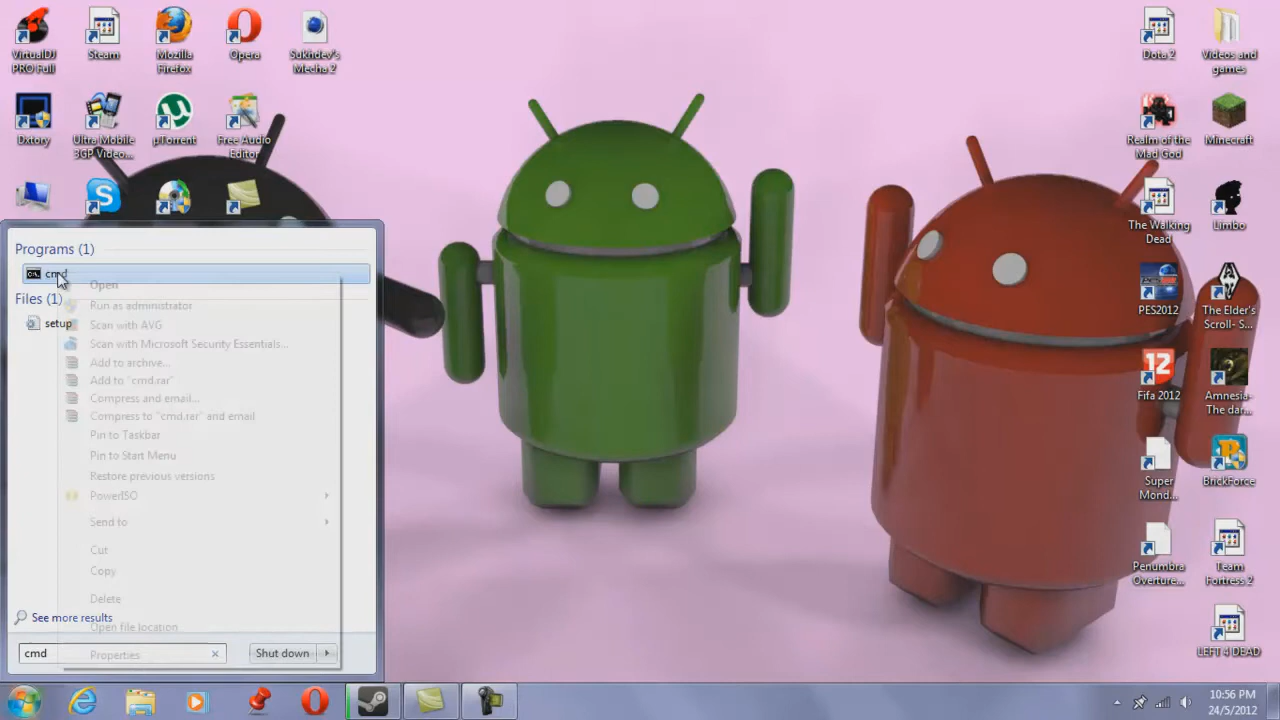 VirtualDJ
PRO Full
Steam
Mozilla
Firefox
Opera
Sukhdev's
Mecha 2
Dota 2
Videos and
games
Dxtory
Ultra Mobile
3GP Video...
µTorrent
Free Audio
Editor
Realm of the
Mad God
Minecraft
The Walking
Dead
Limbo
PES2012
The Elder's
Scroll- S...
12
Fifa 2012
Amnesia-
The dar...
Super
Mond...
BrickForce
Penumbra
Overture...
Team
Fortress 2
LEFT 4 DEAD
Programs (1)
cmd
Files (1)
setup
Open
Run as administrator
Scan with AVG
Scan with Microsoft Security Essentials...
Add to archive...
Add to "cmd.rar"
Compress and email...
Compress to "cmd.rar" and email
Pin to Taskbar
Pin to Start Menu
Restore previous versions
PowerISO
Send to
Cut
Copy
Delete
Open file location
Properties
See more results
cmd
Shut down
10:56 PM
24/5/2012